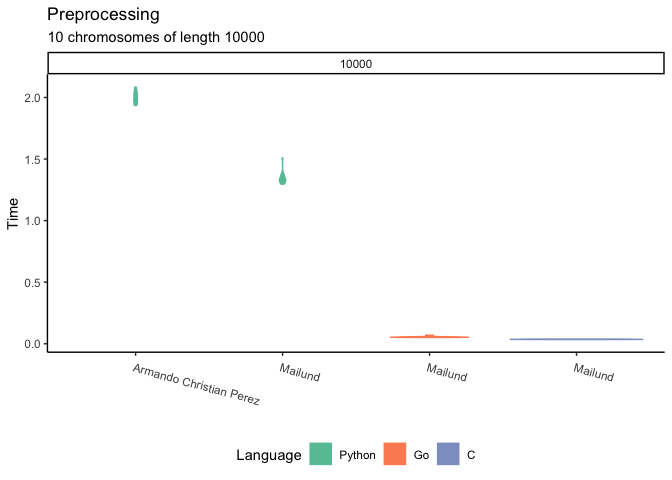 Preprocessing
10 chromosomes of length 10000
10000
2.0
1.5
1.0
0.5
0.0
Time
Armando Christian Perez
Mailund
Mailund
Mailund
Language Python Go C